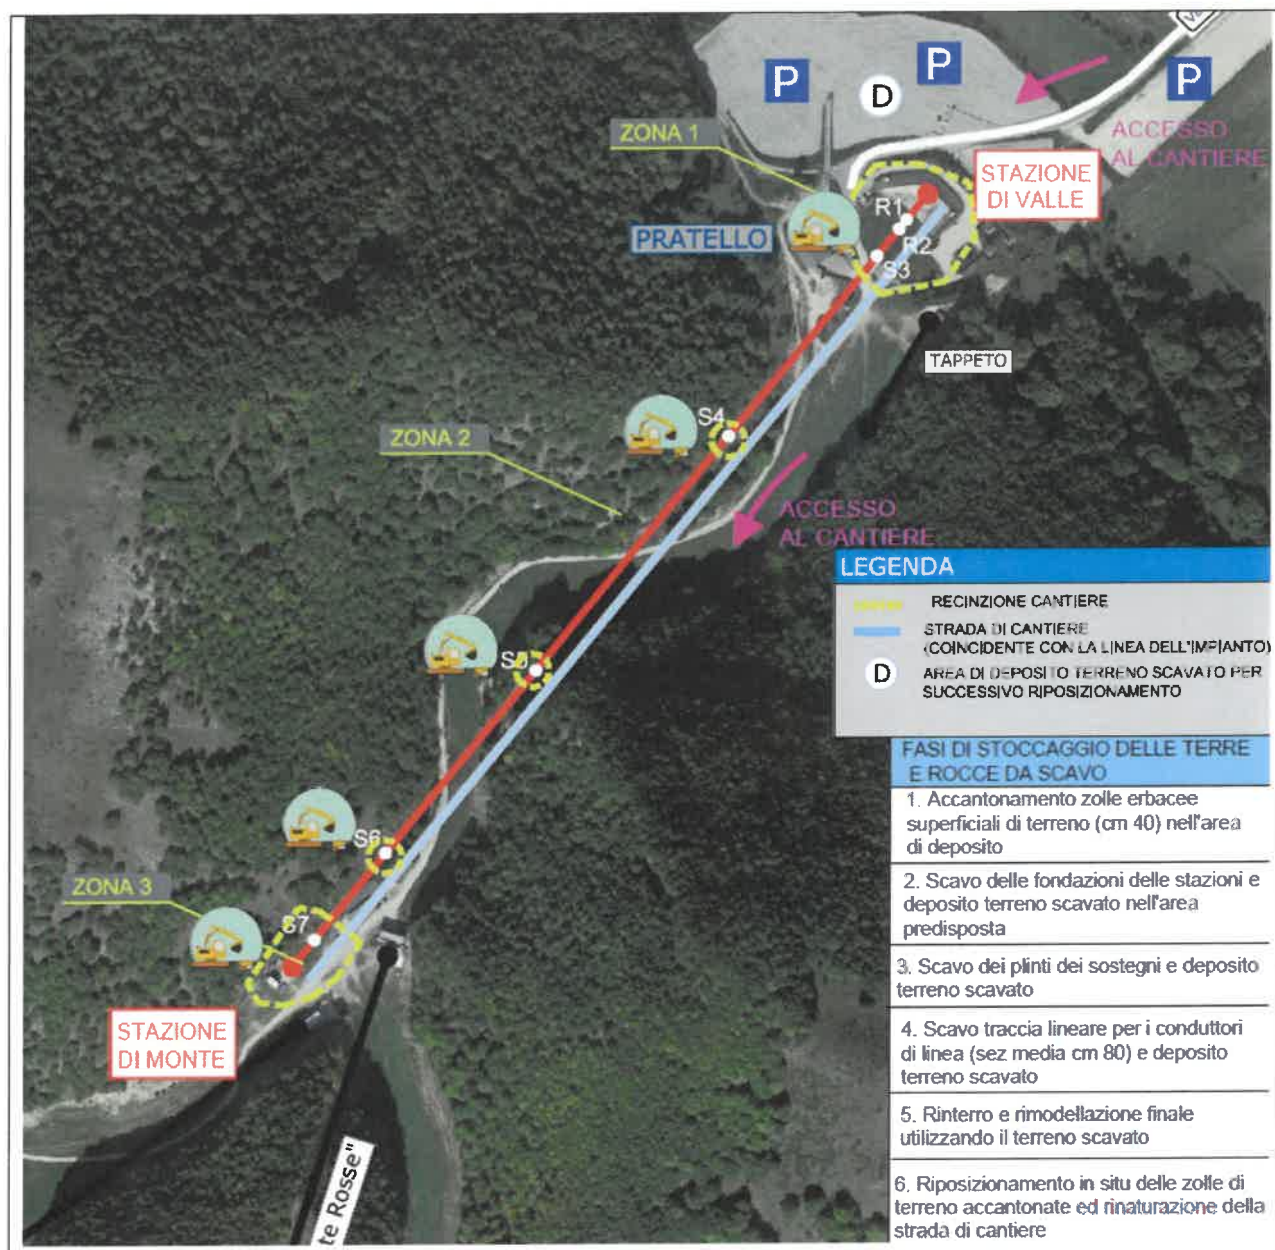 P
P
P
D
ZONA 1
ACCESSO
AL CANTIERE
STAZIONE
DI VALLE
R1
R2
PRATELLO
S3
TAPPETO
S4
ZONA 2
ACCESSO
AL CANTIERE
LEGENDA
RECINZIONE CANTIERE
STRADA DI CANTIERE
(COINCIDENTE CON LA LINEA DELL'IMPIANTO)
D
AREA DI DEPOSITO TERRENO SCAVATO PER
SUCCESSIVO RIPOSIZIONAMENTO
S5
FASI DI STOCCAGGIO DELLE TERRE
E ROCCE DA SCAVO
1. Accantonamento zolle erbacee
superficiali di terreno (cm 40) nell'area
di deposito
2. Scavo delle fondazioni delle stazioni e
deposito terreno scavato nell'area
predisposta
3. Scavo dei plinti dei sostegni e deposito
terreno scavato
4. Scavo traccia lineare per i conduttori
di linea (sez media cm 80) e deposito
terreno scavato
5. Rinterro e rimodellazione finale
utilizzando il terreno scavato
6. Riposizionamento in situ delle zolle di
terreno accantonate ed rinaturazione della
strada di cantiere
S6
ZONA 3
S7
STAZIONE
DI MONTE
te Rosse"